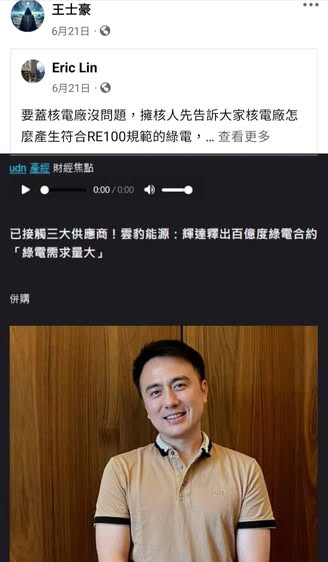 王士豪
6月21日
Eric Lin
6月21日
要蓋核電廠沒問題，擁核人先告訴大家核電廠怎
麼產生符合RE100規範的綠電，... 查看更多
udn 產經 財經焦點
0:00 / 0:00
已接觸三大供應商！雲豹能源：輝達釋出百億度綠電合約
「綠電需求量大」
併購